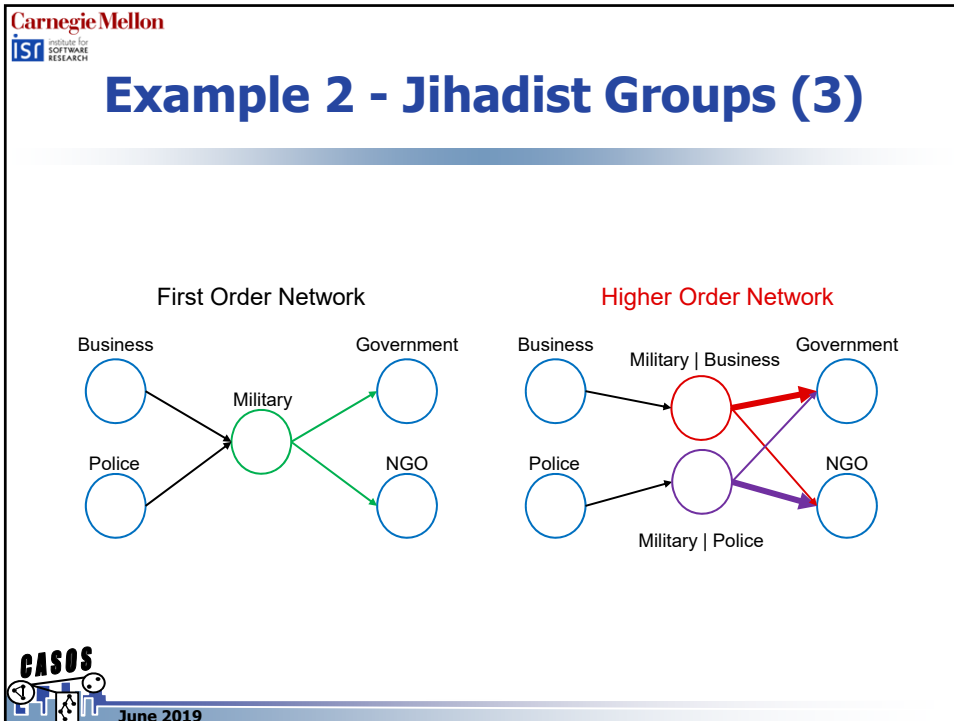 Carnegie Mellon
isr institute for
SOFTWARE
RESEARCH
Example 2 - Jihadist Groups (3)
First Order Network
Business
Government
Military
Police
NGO
Higher Order Network
Business
Military | Business
Government
Police
NGO
Military | Police
CASOS
June 2019